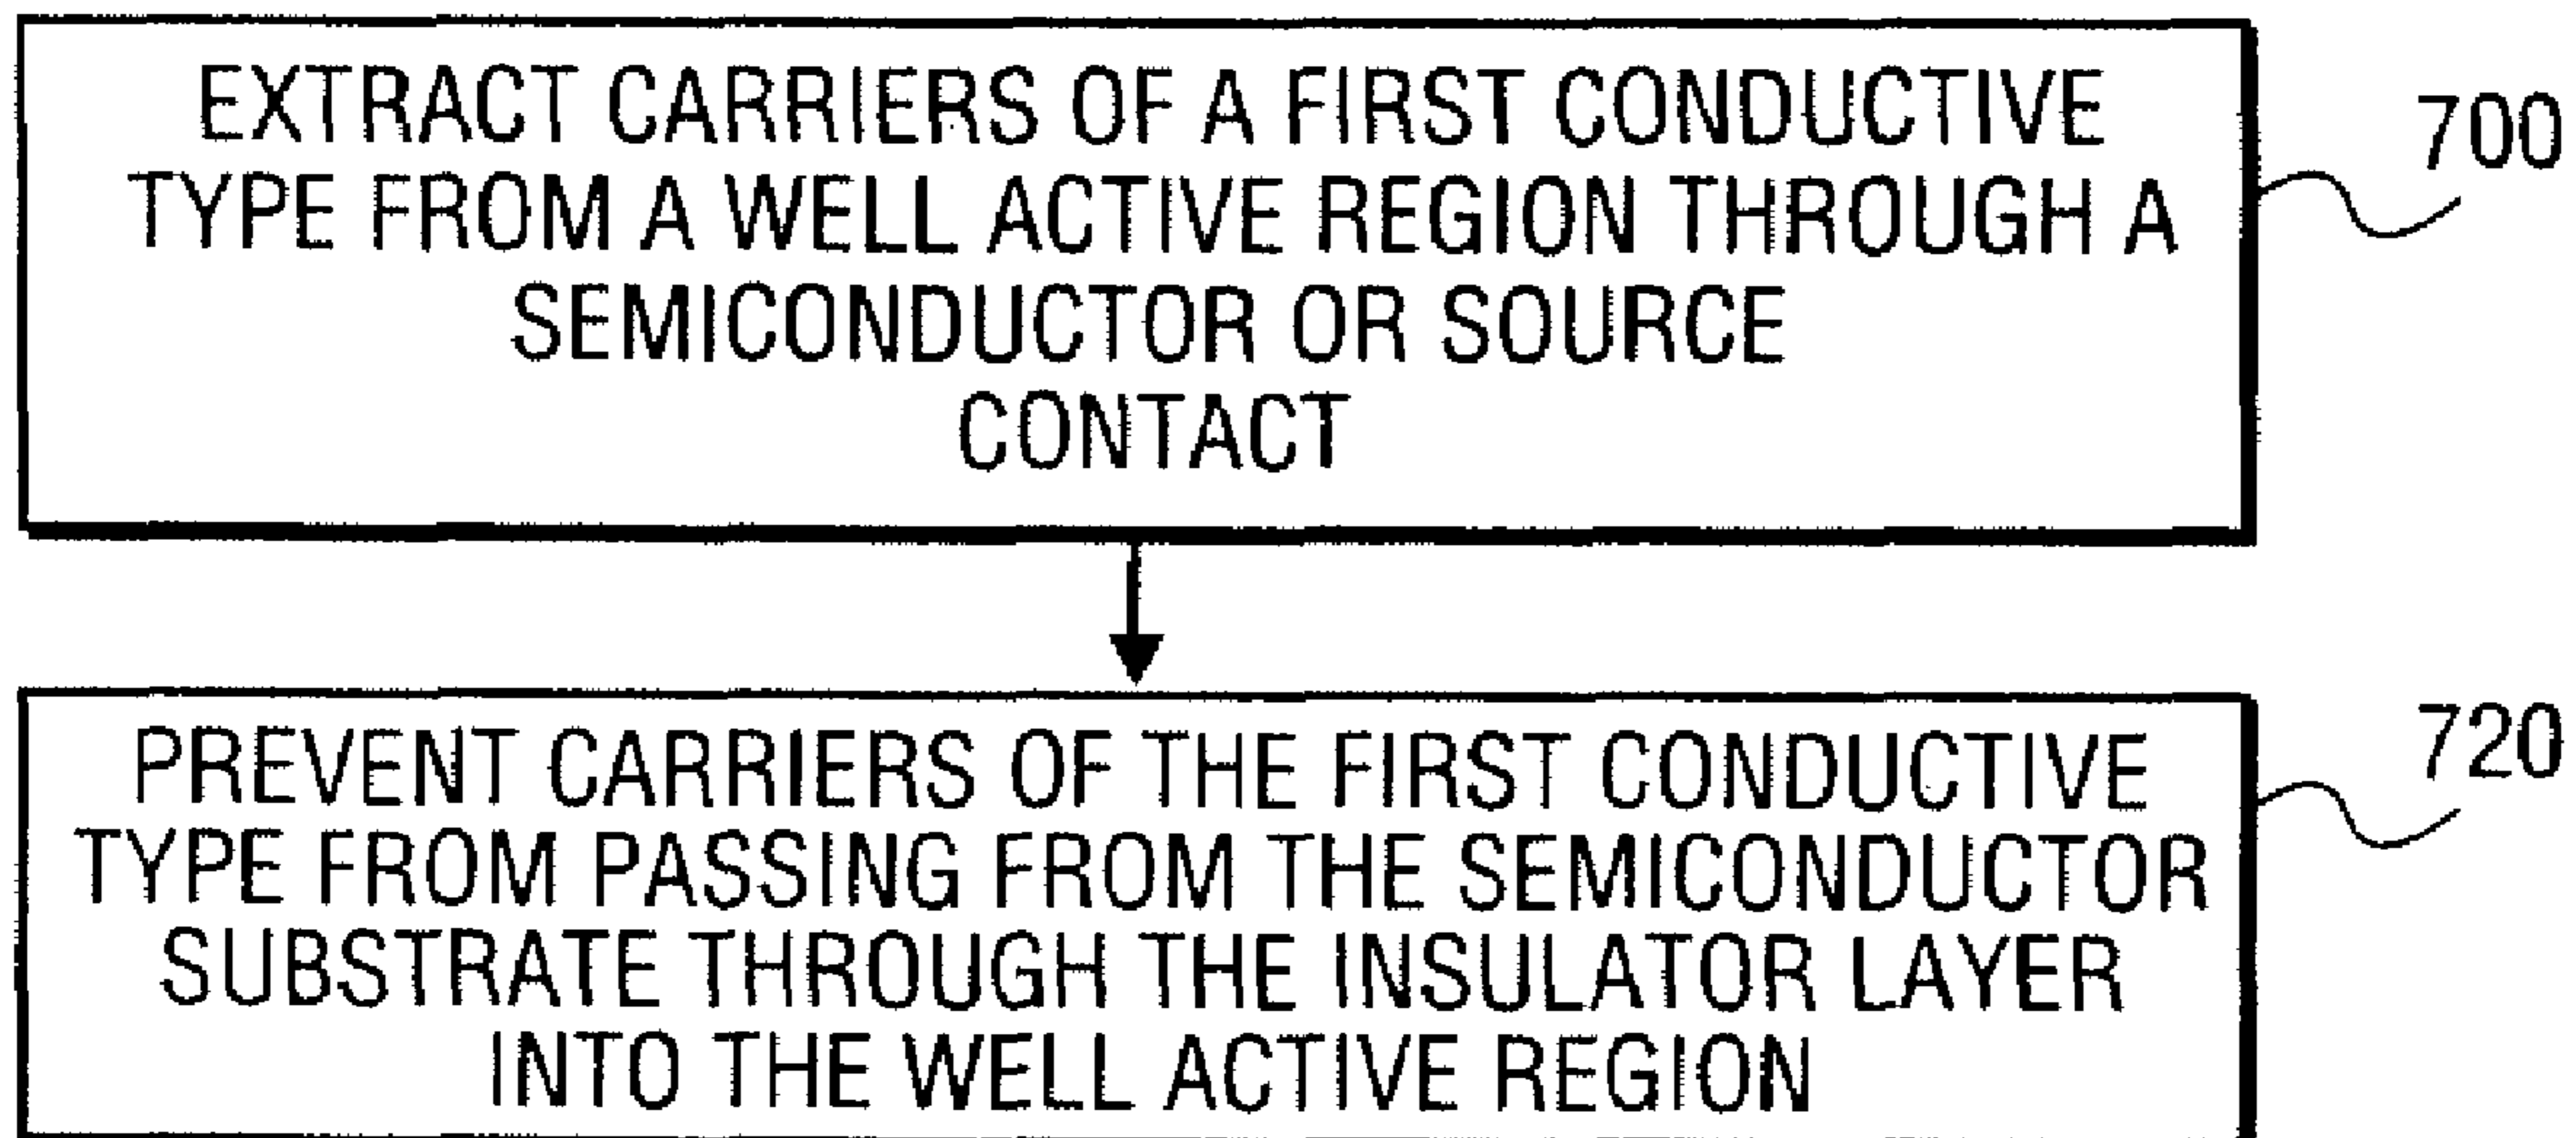 EXTRACT CARRIERS OF A FIRST CONDUCTIVE
TYPE FROM A WELL ACTIVE REGION THROUGH A
SEMICONDUCTOR OR SOURCE
CONTACT
700
PREVENT CARRIERS OF THE FIRST CONDUCTIVE
TYPE FROM PASSING FROM THE SEMICONDUCTOR
SUBSTRATE THROUGH THE INSULATOR LAYER
INTO THE WELL ACTIVE REGION
720